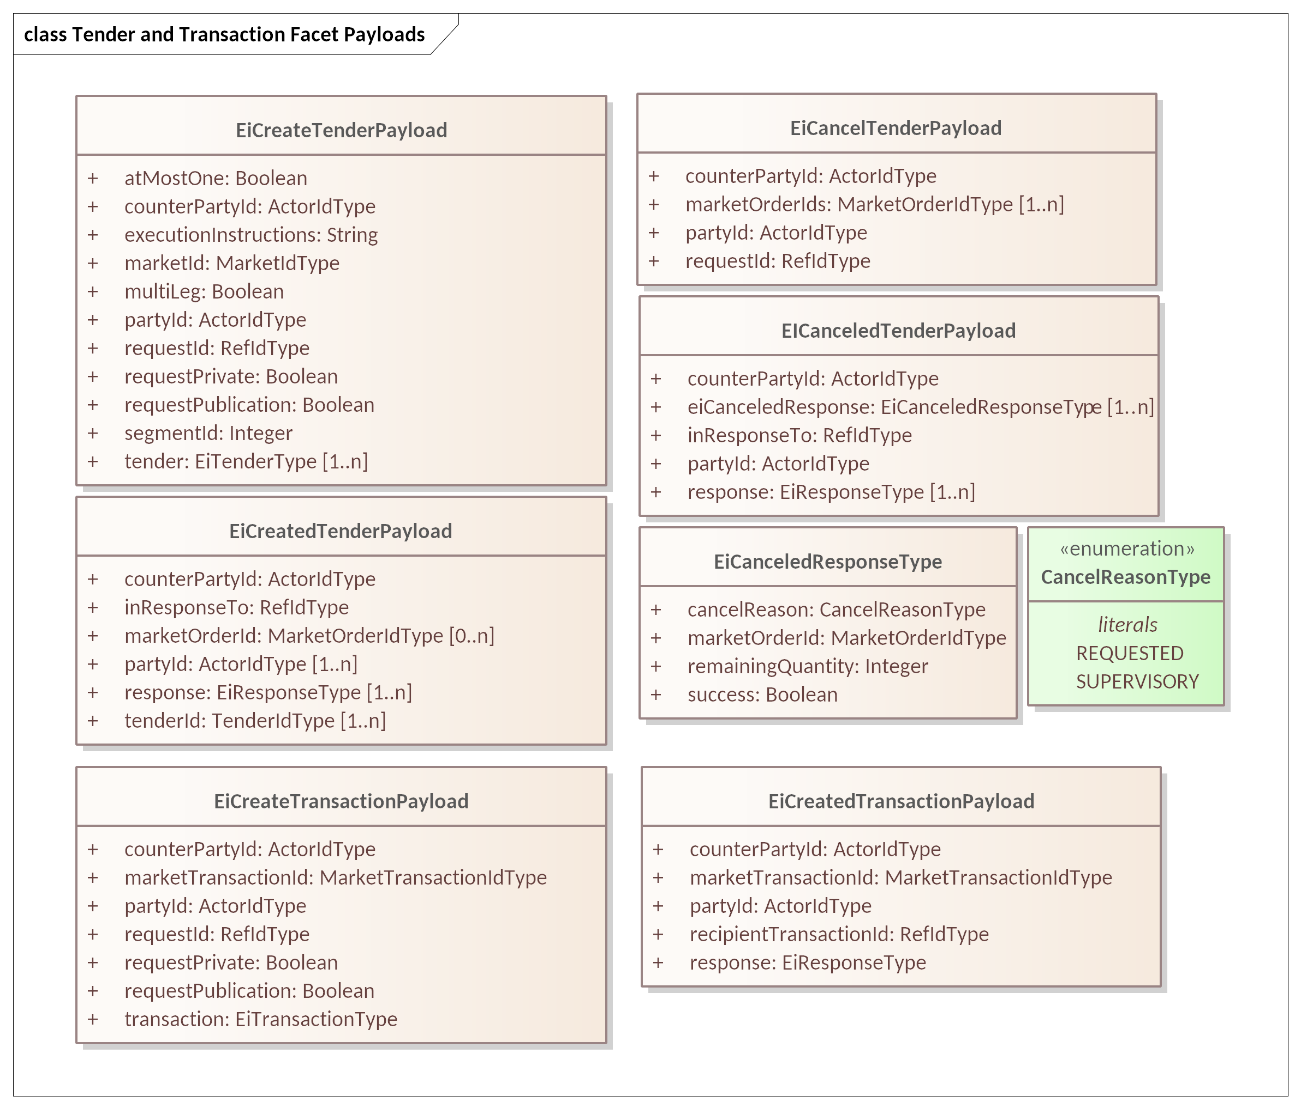 class Tender and Transaction Facet Payloads
EiCreateTenderPayload
+ atMostOne: Boolean
+ counterPartyId: ActorIdType
+ executionInstructions: String
+ marketId: MarketIdType
+ multiLeg: Boolean
+ partyId: ActorIdType
+ requestId: RefIdType
+ requestPrivate: Boolean
+ requestPublication: Boolean
+ segmentId: Integer
+ tender: EiTenderType [1..n]
EiCreatedTenderPayload
+ counterPartyId: ActorIdType
+ inResponseTo: RefIdType
+ marketOrderId: MarketOrderIdType [0..n]
+ partyId: ActorIdType [1..n]
+ response: EiResponseType [1..n]
+ tenderId: TenderIdType [1..n]
EiCreateTransactionPayload
+ counterPartyId: ActorIdType
+ marketTransactionId: MarketTransactionIdType
+ partyId: ActorIdType
+ requestId: RefIdType
+ requestPrivate: Boolean
+ requestPublication: Boolean
+ transaction: EiTransactionType
EiCancelTenderPayload
+ counterPartyId: ActorIdType
+ marketOrderIds: MarketOrderIdType [1..n]
+ partyId: ActorIdType
+ requestId: RefIdType
EICanceledTenderPayload
+ counterPartyId: ActorIdType
+ eiCanceledResponse: EiCanceledResponseType [1..n]
+ inResponseTo: RefIdType
+ partyId: ActorIdType
+ response: EiResponseType [1..n]
EiCanceledResponseType
+ cancelReason: CancelReasonType
+ marketOrderId: MarketOrderIdType
+ remainingQuantity: Integer
+ success: Boolean
«enumeration»
CancelReasonType
literals
REQUESTED
SUPERVISORY
EiCreatedTransactionPayload
+ counterPartyId: ActorIdType
+ marketTransactionId: MarketTransactionIdType
+ partyId: ActorIdType
+ recipientTransactionId: RefIdType
+ response: EiResponseType